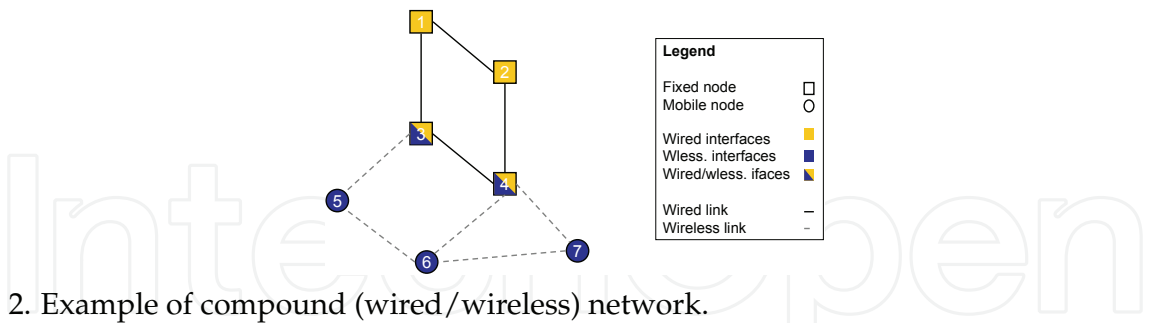 1
2
3
4
5
6
7
Legend
Fixed node
Mobile node
Wired interfaces
Wless. interfaces
Wired/wless. ifaces
Wired link
Wireless link
IntechOpen
2. Example of compound (wired/wireless) network.